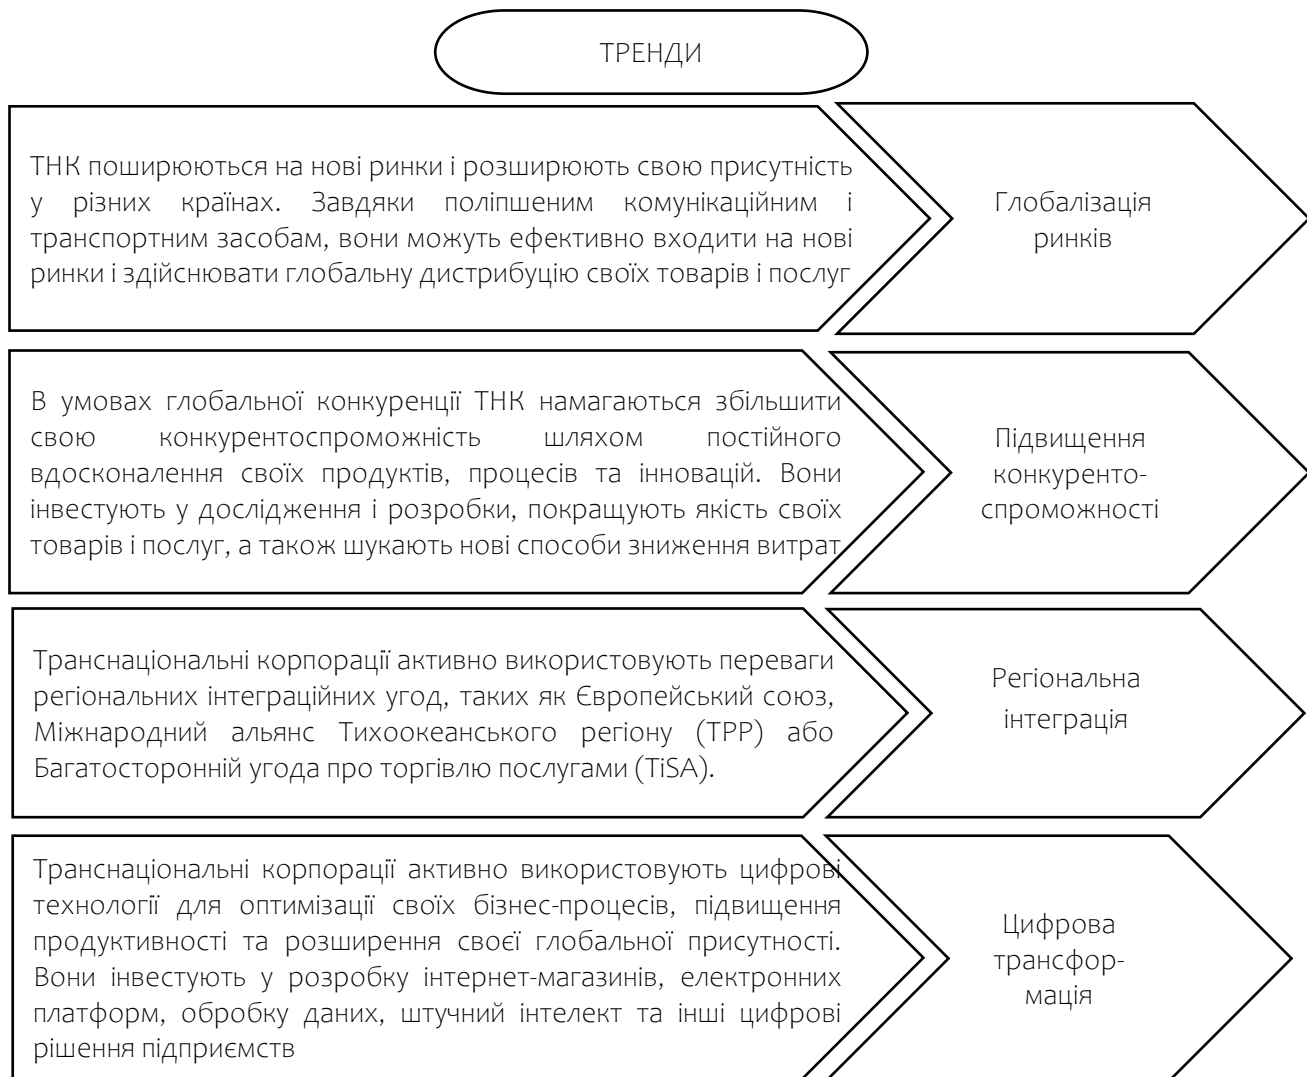 ТРЕНДИ
ТНК поширюються на нові ринки і розширюють свою присутність
у різних країнах. Завдяки поліпшеним комунікаційним і
транспортним засобам, вони можуть ефективно входити на нові
ринки і здійснювати глобальну дистрибуцію своїх товарів і послуг
Глобалізація
ринків
В умовах глобальної конкуренції ТНК намагаються збільшити
свою конкурентоспроможність шляхом постійного
вдосконалення своїх продуктів, процесів та інновацій. Вони
інвестують у дослідження і розробки, покращують якість своїх
товарів і послуг, а також шукають нові способи зниження витрат
Підвищення
конкуренто-
спроможності
Транснаціональні корпорації активно використовують переваги
регіональних інтеграційних угод, таких як Європейський союз,
Міжнародний альянс Тихоокеанського регіону (TPP) або
Багатосторонній угода про торгівлю послугами (TiSA).
Регіональна
інтеграція
Транснаціональні корпорації активно використовують цифрові
технології для оптимізації своїх бізнес-процесів, підвищення
продуктивності та розширення своєї глобальної присутності.
Вони інвестують у розробку інтернет-магазинів, електронних
платформ, обробку даних, штучний інтелект та інші цифрові
рішення підприємств
Цифрова
трансфор-
мація